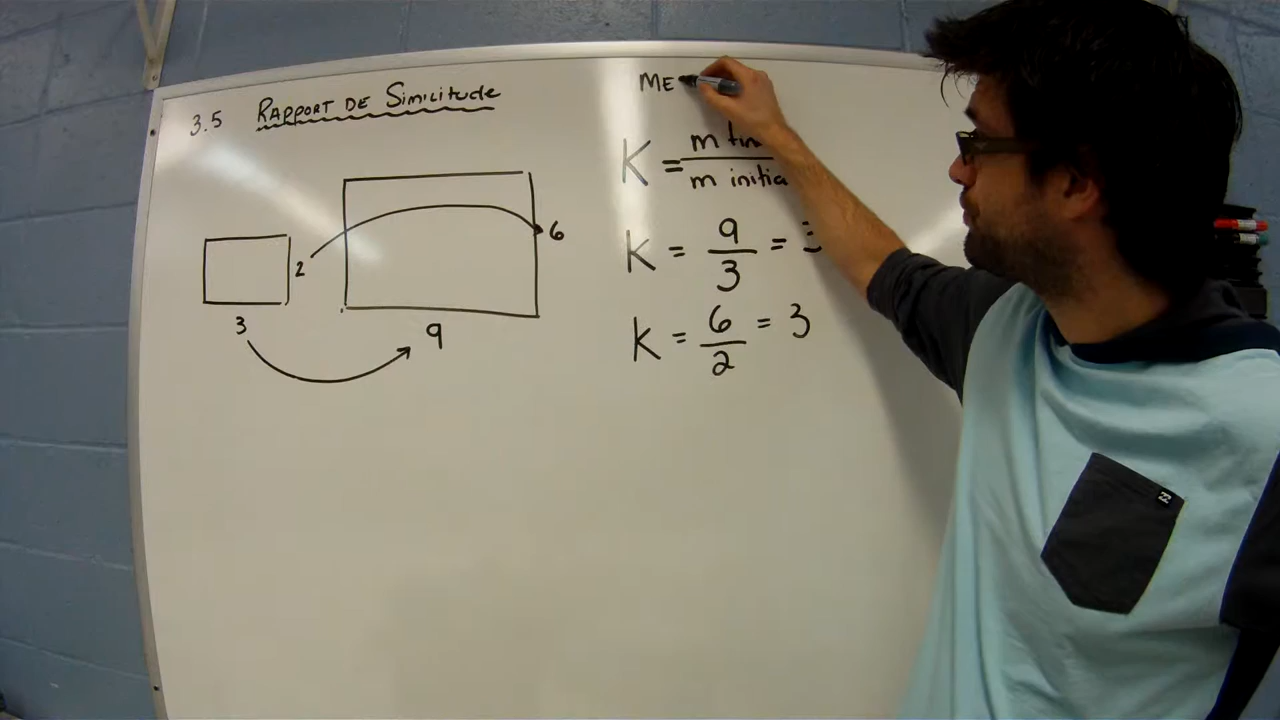 3.5 RAPPORT DE SimiLitude
2
6
3
9
ME
K = m fin
m initia
K = 9/3 = 3
K = 6/2 = 3